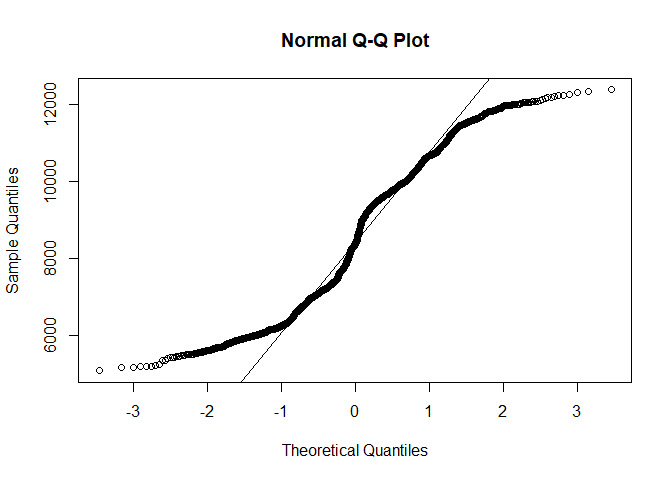 Normal Q-Q Plot
Sample Quantiles
12000
10000
8000
6000
-3 -2 -1 0 1 2 3
Theoretical Quantiles